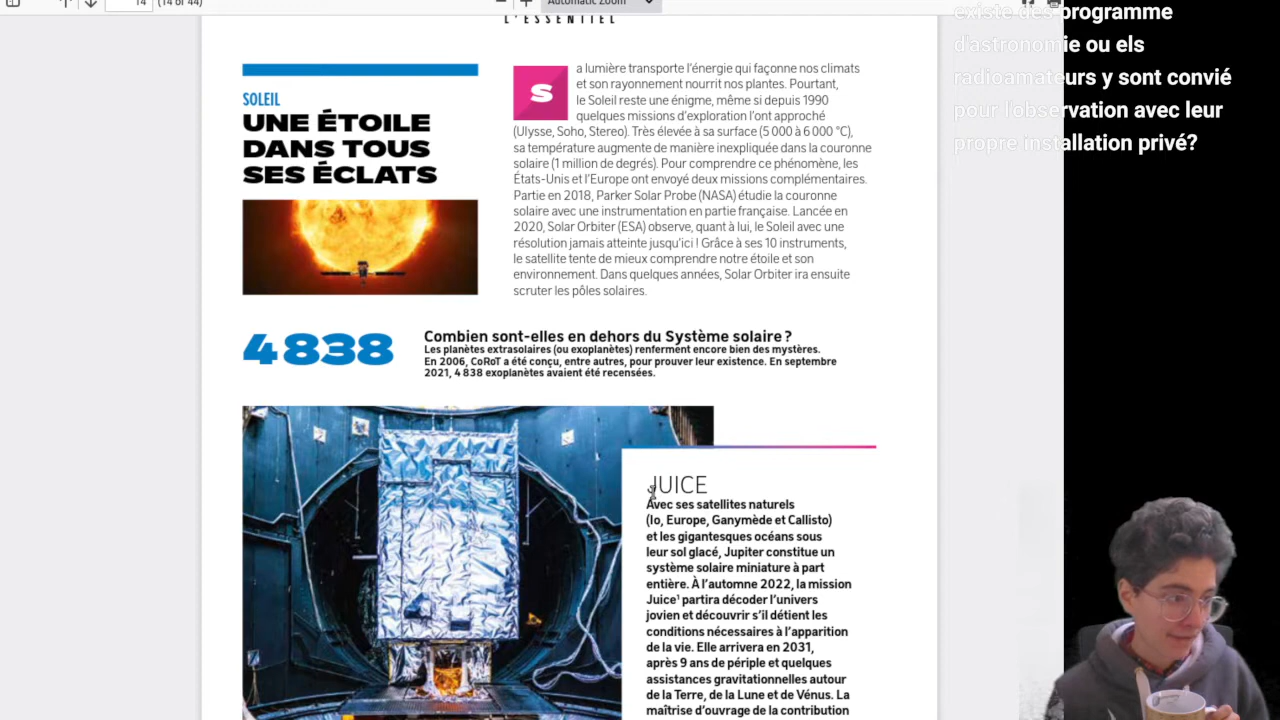 14
(14 of 44)
Automatic Zoom
L'ESSENTIEL
SOLEIL
UNE ÉTOILE
DANS TOUS
SES ÉCLATS
S
a lumière transporte l'énergie qui façonne nos climats
et son rayonnement nourrit nos plantes. Pourtant,
le Soleil reste une énigme, même si depuis 1990
quelques missions d'exploration l'ont approché
(Ulysse, Soho, Stereo). Très élevée à sa surface (5 000 à 6 000 °C),
sa température augmente de manière inexpliquée dans la couronne
solaire (1 million de degrés). Pour comprendre ce phénomène, les
États-Unis et l'Europe ont envoyé deux missions complémentaires.
Partie en 2018, Parker Solar Probe (NASA) étudie la couronne
solaire avec une instrumentation en partie française. Lancée en
2020, Solar Orbiter (ESA) observe, quant à lui, le Soleil avec une
résolution jamais atteinte jusqu'ici ! Grâce à ses 10 instruments,
le satellite tente de mieux comprendre notre étoile et son
environnement. Dans quelques années, Solar Orbiter ira ensuite
scruter les pôles solaires.
4 838
Combien sont-elles en dehors du Système solaire ?
Les planètes extrasolaires (ou exoplanètes) renferment encore bien des mystères.
En 2006, CoRoT a été conçu, entre autres, pour prouver leur existence. En septembre
2021, 4 838 exoplanètes avaient été recensées.
JUICE
Avec ses satellites naturels
(Io, Europe, Ganymède et Callisto)
et les gigantesques océans sous
leur sol glacé, Jupiter constitue un
système solaire miniature à part
entière. À l'automne 2022, la mission
Juice¹ partira décoder l'univers
jovien et découvrir s'il détient les
conditions nécessaires à l'apparition
de la vie. Elle arrivera en 2031,
après 9 ans de périple et quelques
assistances gravitationnelles autour
de la Terre, de la Lune et de Vénus. La
maîtrise d'ouvrage de la contribution
existe des programme
d'astronomie ou els
radioamateurs y sont convié
pour l'observation avec leur
propre installation privé?